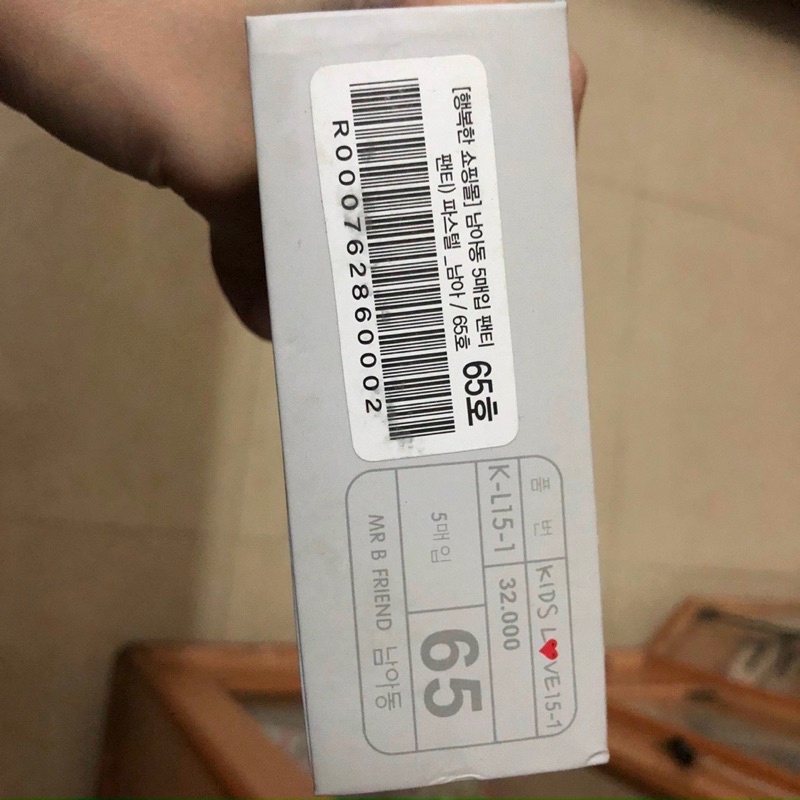 [행복한 쇼핑몰] 남아동 5매입 팬티
팬티) 파스텔 _남아 / 65호
65호
R000762860002
품 번
KIDS L♥VE15-1
K-L15-1
32.000
5매입
65
MR B FRIEND 남아동